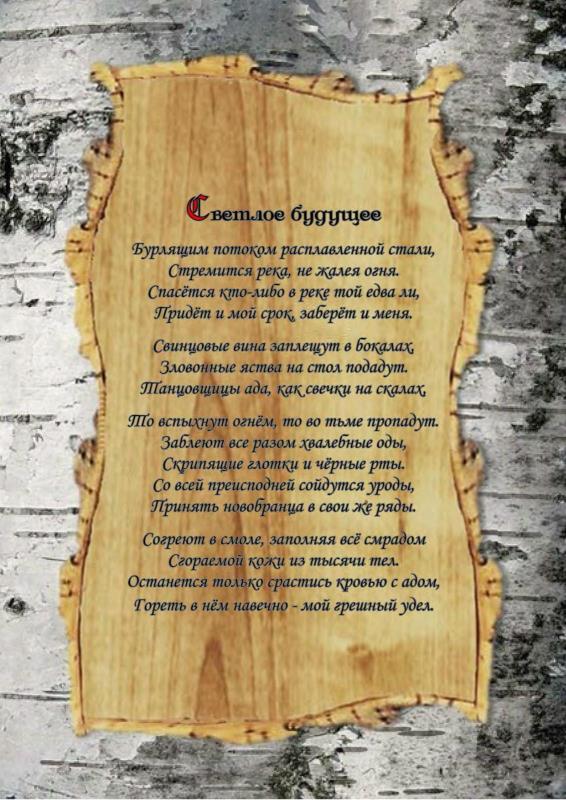 Светлое будущее
Бурлящим потоком расплавленной стали,
Стремится река, не жалея огня.
Спасётся кто-либо в реке той едва ли,
Придёт и мой срок, заберёт и меня.
Свинцовые вина заплещут в бокалах,
Зловонные яства на стол подадут.
Танцовщицы ада, как свечки на скалах,
То вспыхнут огнём, то во тьме пропадут.
Заблеют все разом хвалебные оды,
Скрипящие глотки и чёрные рты.
Со всей преисподней сойдутся уроды,
Принять новобранца в свои же ряды.
Согреют в смоле, заполняя всё смрадом
Сгораемой кожи из тысячи тел.
Останется только срастись кровью с адом,
Гореть в нём навечно - мой грешный удел.